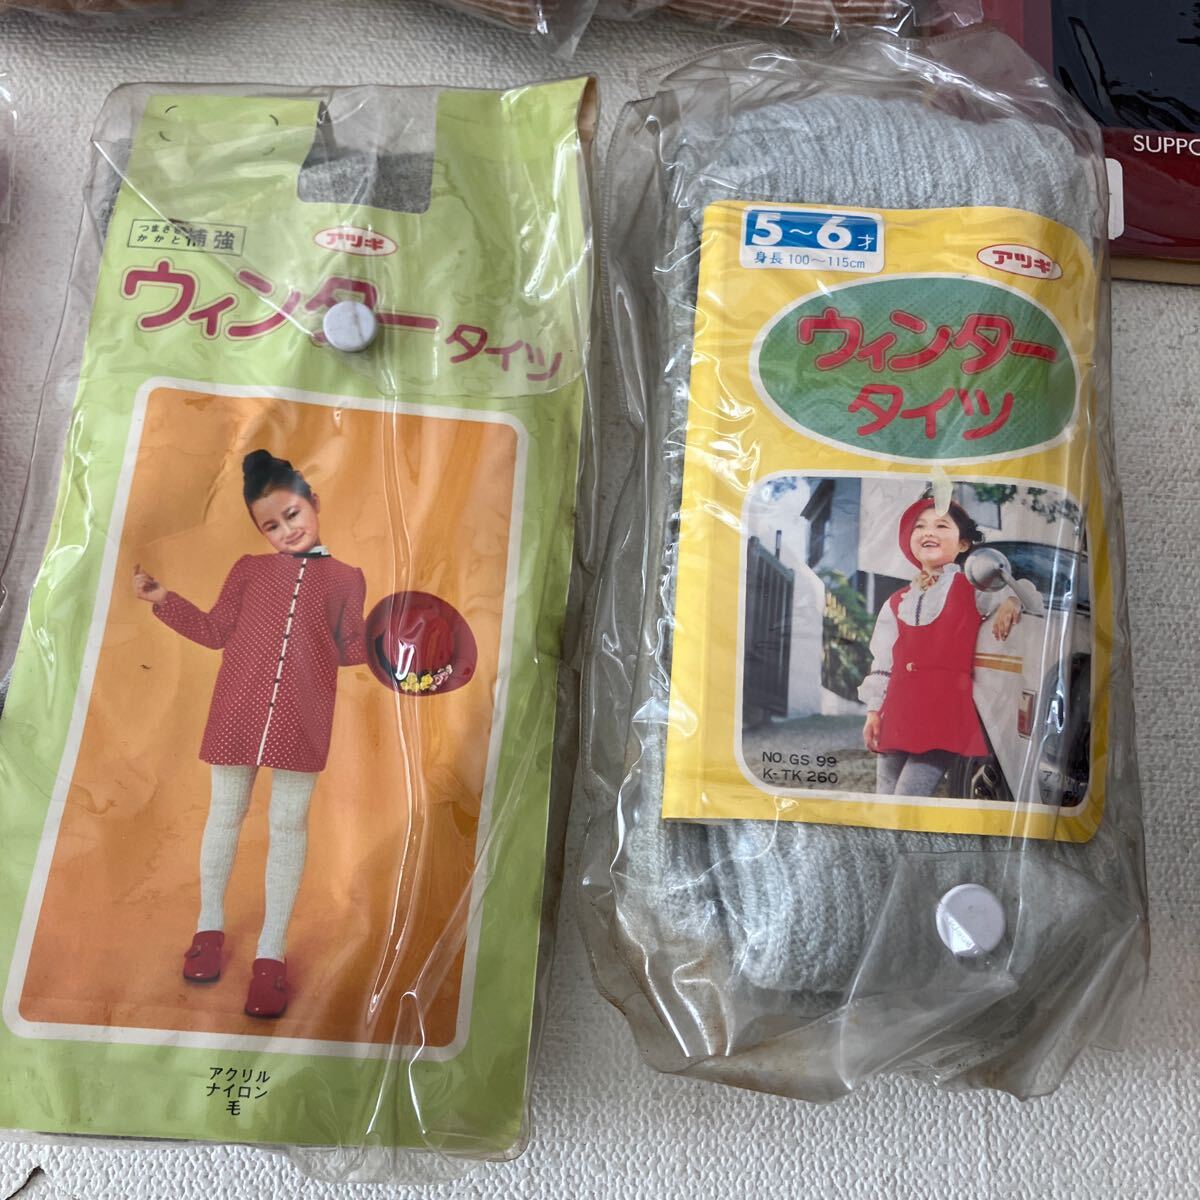 つまさき
かかと 補強
アツギ
ウィンター タイツ
アクリル
ナイロン
毛
5〜6才
身長 100〜115cm
アツギ
ウィンター
タイツ
NO. GS 99
K-TK 260
SUPPO